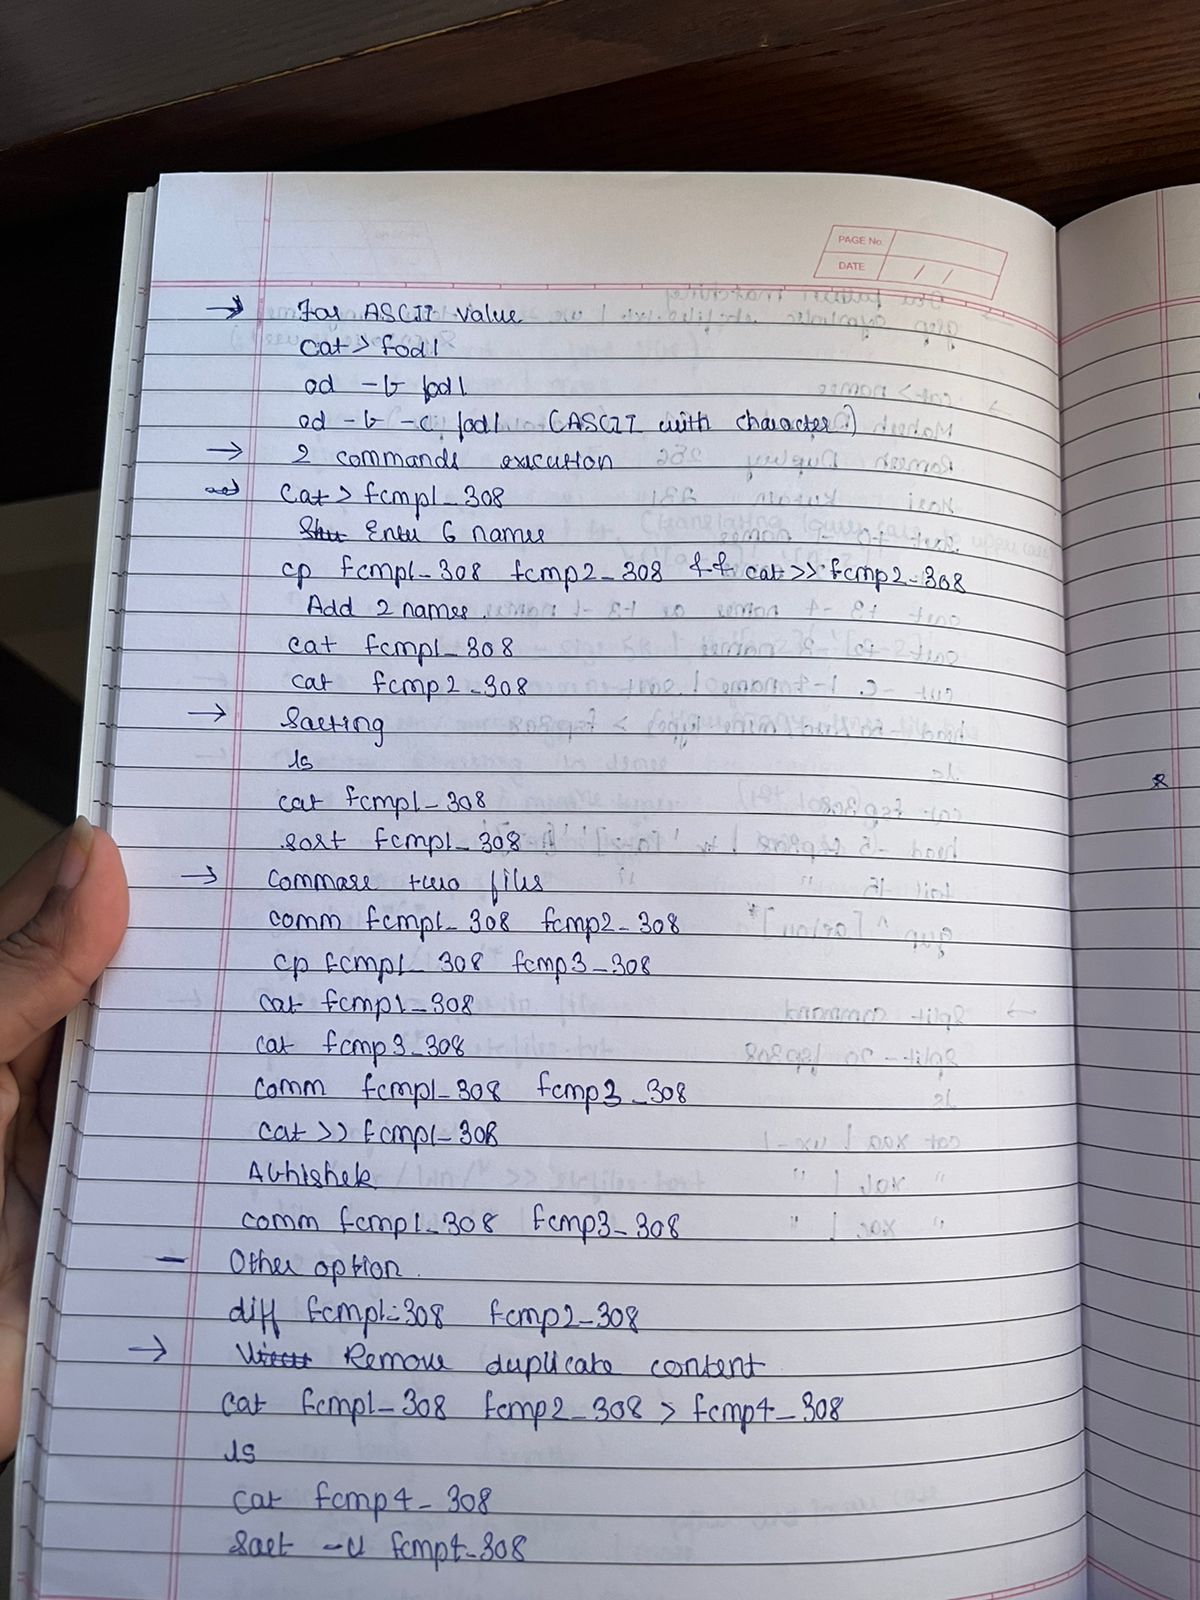 PAGE No.
DATE / /
→ For ASCII value
cat > fod1
od -b fod1
od -b -c fod1 (ASCII with character)
→ 2 commands execution
cat > fcmp1_308
Enter 6 names
cp fcmp1_308 fcmp2_308 && cat >> fcmp2_308
Add 2 names.
cat fcmp1_308
cat fcmp2_308
→ Sorting
ls
cat fcmp1_308
sort fcmp1_308
→ Commare two files
comm fcmp1_308 fcmp2_308
cp fcmp1_308 fcmp3_308
cat fcmp1_308
cat fcmp3_308
comm fcmp1_308 fcmp3_308
cat >> fcmp1_308
Abhishek
comm fcmp1_308 fcmp3_308
- Other option.
diff fcmp1_308 fcmp2_308
→ Remove duplicate content
cat fcmp1_308 fcmp2_308 > fcmp4_308
ls
cat fcmp4_308
Sort -u fcmp4_308